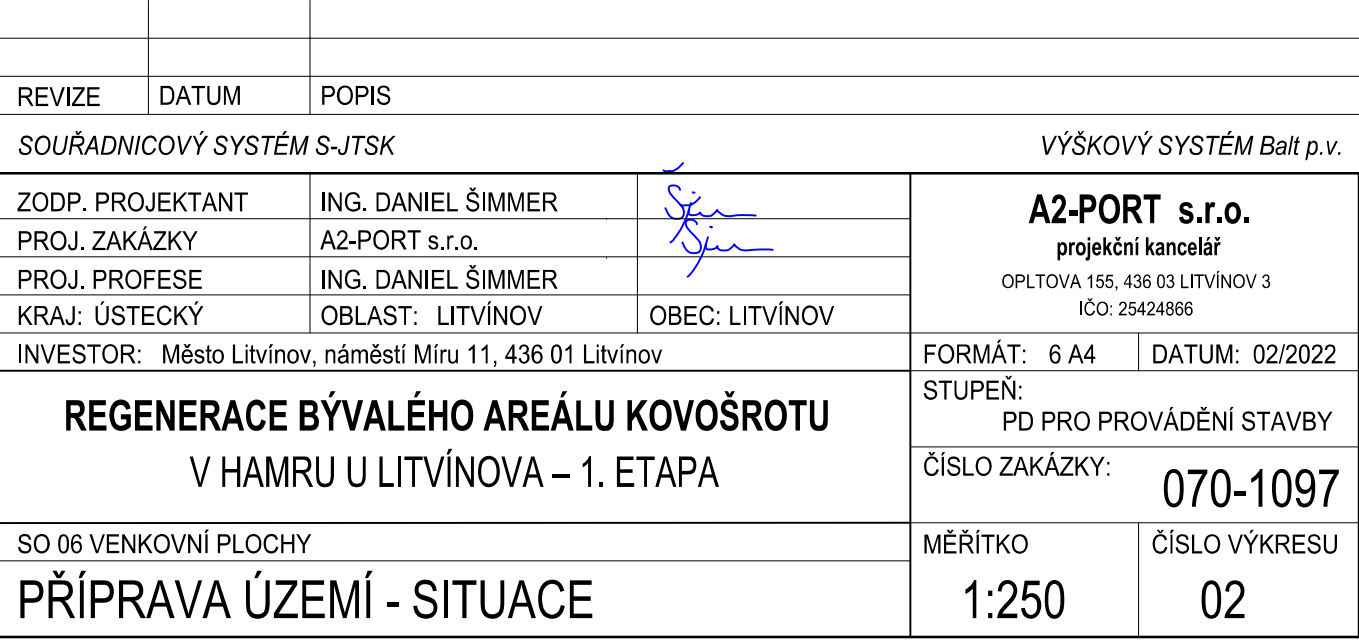 REVIZE DATUM POPIS
SOUŘADNICOVÝ SYSTÉM S-JTSK VÝŠKOVÝ SYSTÉM Balt p.v.
ZODP. PROJEKTANT ING. DANIEL ŠIMMER
PROJ. ZAKÁZKY A2-PORT s.r.o.
PROJ. PROFESE ING. DANIEL ŠIMMER
KRAJ: ÚSTECKÝ OBLAST: LITVÍNOV OBEC: LITVÍNOV
A2-PORT s.r.o.
projekční kancelář
OPLTOVA 155, 436 03 LITVÍNOV 3
IČO: 25424866
INVESTOR: Město Litvínov, náměstí Míru 11, 436 01 Litvínov
FORMÁT: 6 A4 DATUM: 02/2022
REGENERACE BÝVALÉHO AREÁLU KOVOŠROTU
V HAMRU U LITVÍNOVA – 1. ETAPA
STUPEŇ:
PD PRO PROVÁDĚNÍ STAVBY
ČÍSLO ZAKÁZKY:
070-1097
SO 06 VENKOVNÍ PLOCHY
PŘÍPRAVA ÚZEMÍ - SITUACE
MĚŘÍTKO
1:250
ČÍSLO VÝKRESU
02